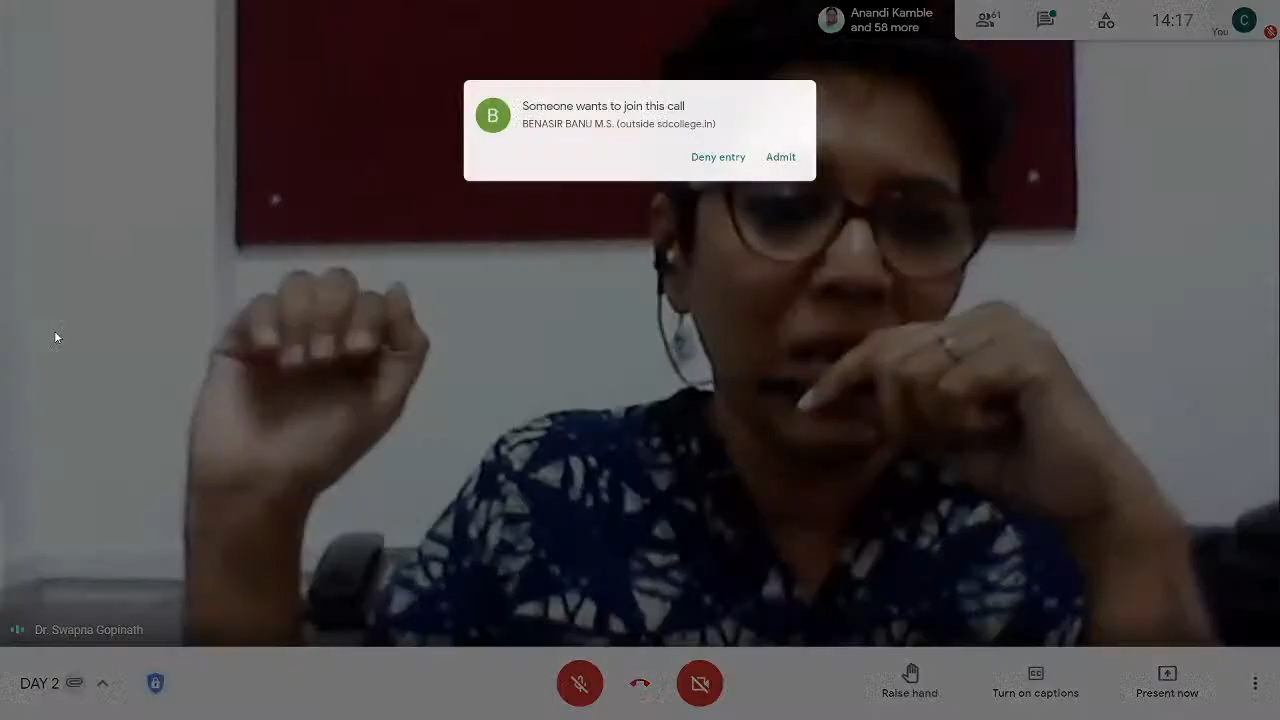 Anandi Kamble
and 58 more
61
14:17
You
C
B
Someone wants to join this call
BENASIR BANU M.S. (outside sdcollege.in)
Deny entry
Admit
Dr. Swapna Gopinath
DAY 2
CC
Raise hand
Turn on captions
Present now